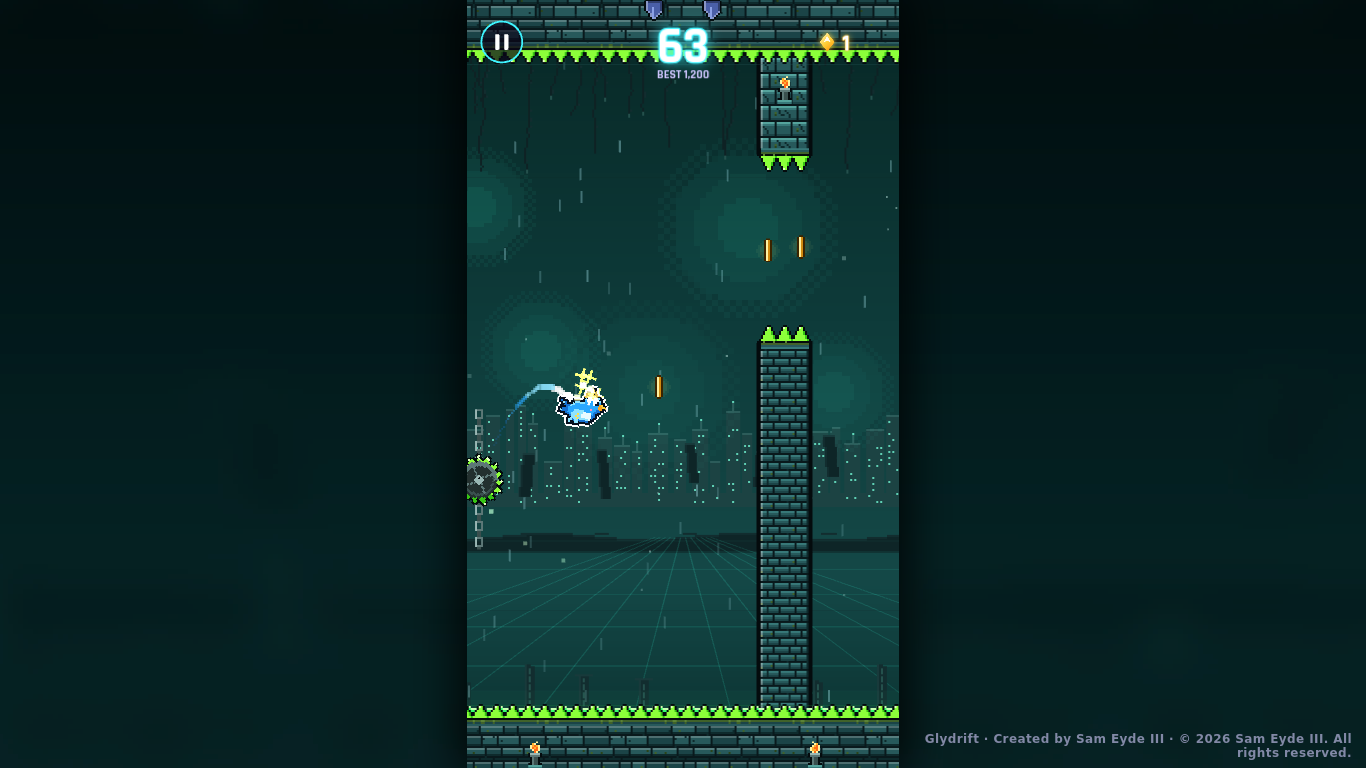 63
1
BEST 1,200
Glydrift · Created by Sam Eyde III · © 2026 Sam Eyde III. All
rights reserved.